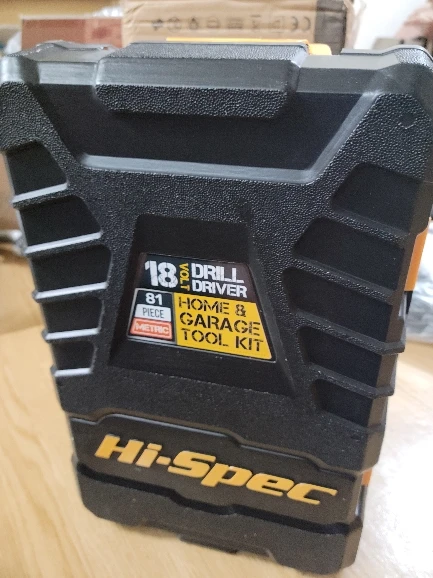 18 VOLT DRILL
DRIVER
81
PIECE
METRIC
HOME &
GARAGE
TOOL KIT
Hi-Spec